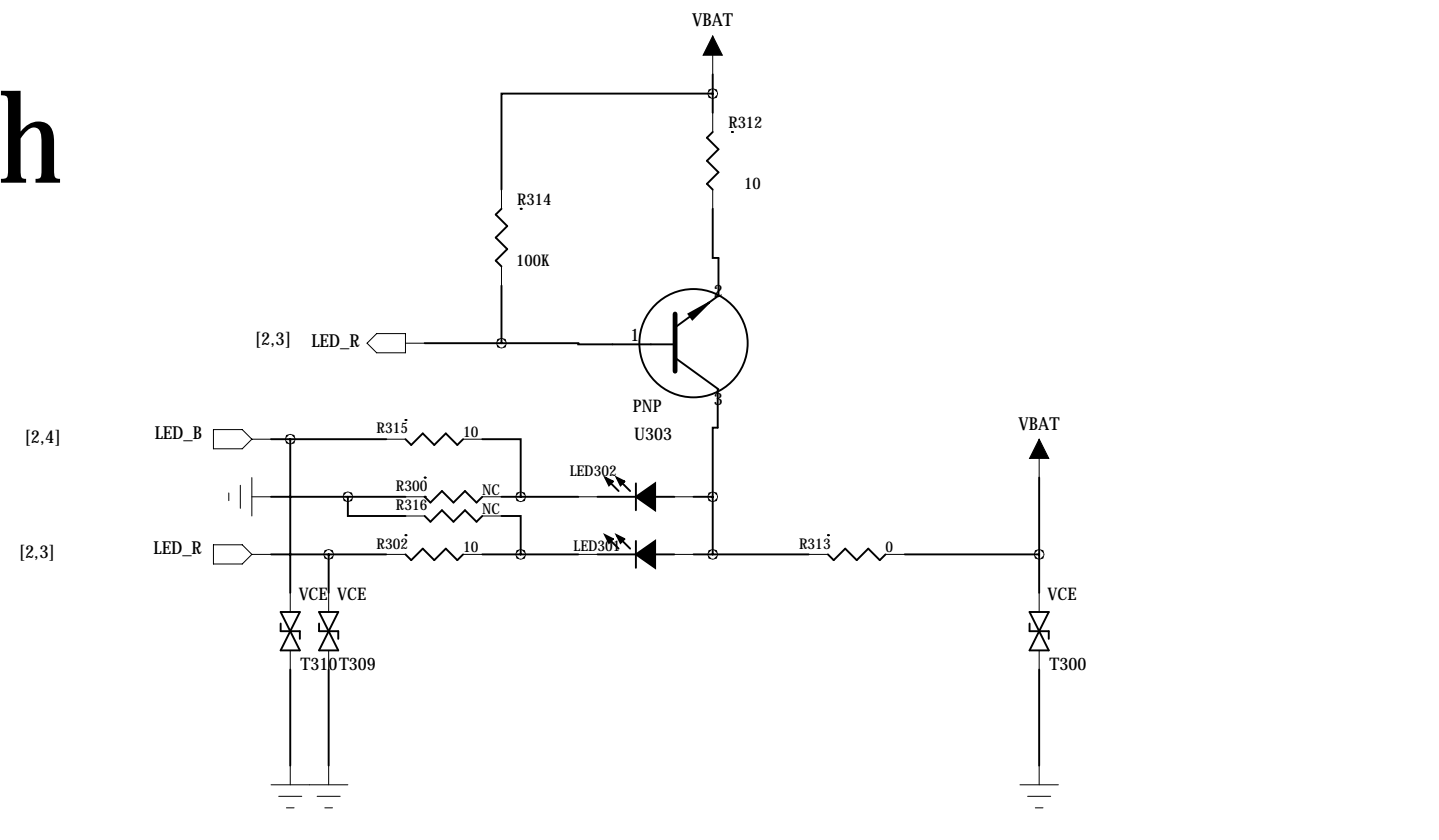 VBAT
h
R312
10
R314
100K
2
1
[2,3] LED_R
3
PNP
U303
[2,4] LED_B
R315 10
VBAT
LED302
R300 NC
R316 NC
[2,3] LED_R
R302 10
LED301
R313 0
VCE VCE
VCE
T310 T309
T300